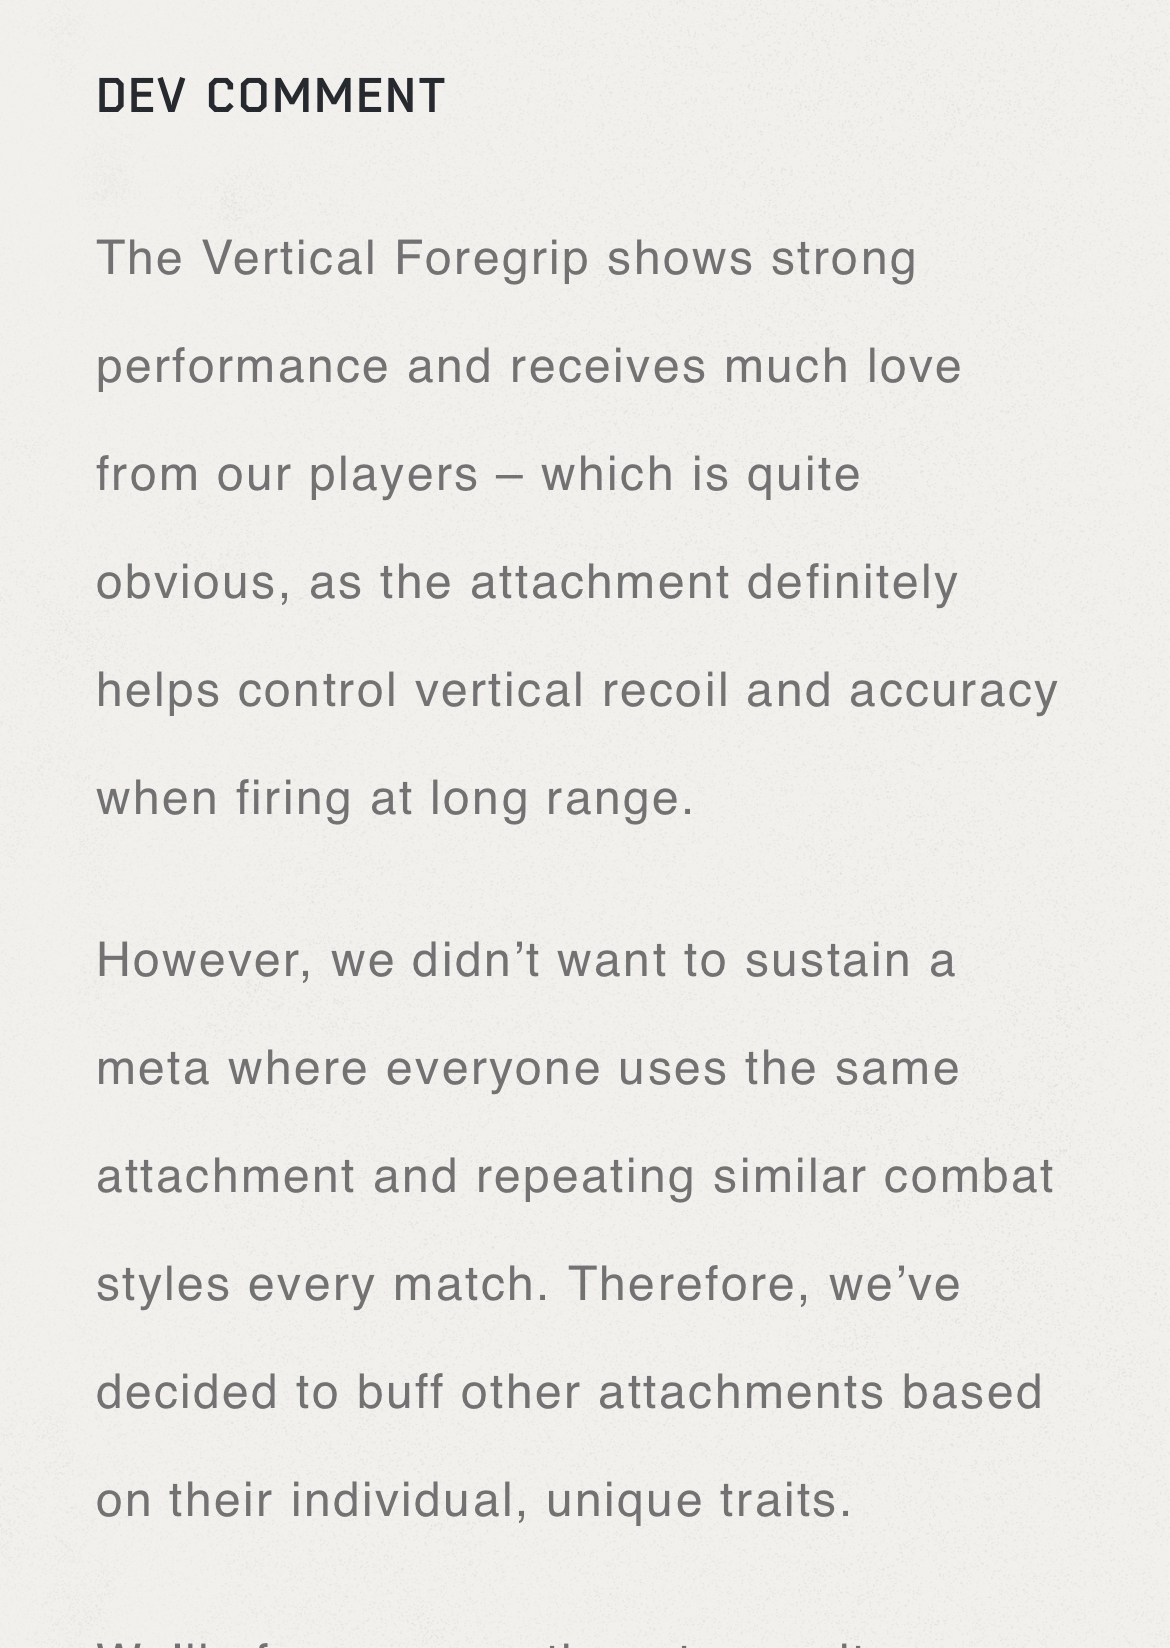 DEV COMMENT
The Vertical Foregrip shows strong
performance and receives much love
from our players – which is quite
obvious, as the attachment definitely
helps control vertical recoil and accuracy
when firing at long range.
However, we didn’t want to sustain a
meta where everyone uses the same
attachment and repeating similar combat
styles every match. Therefore, we’ve
decided to buff other attachments based
on their individual, unique traits.